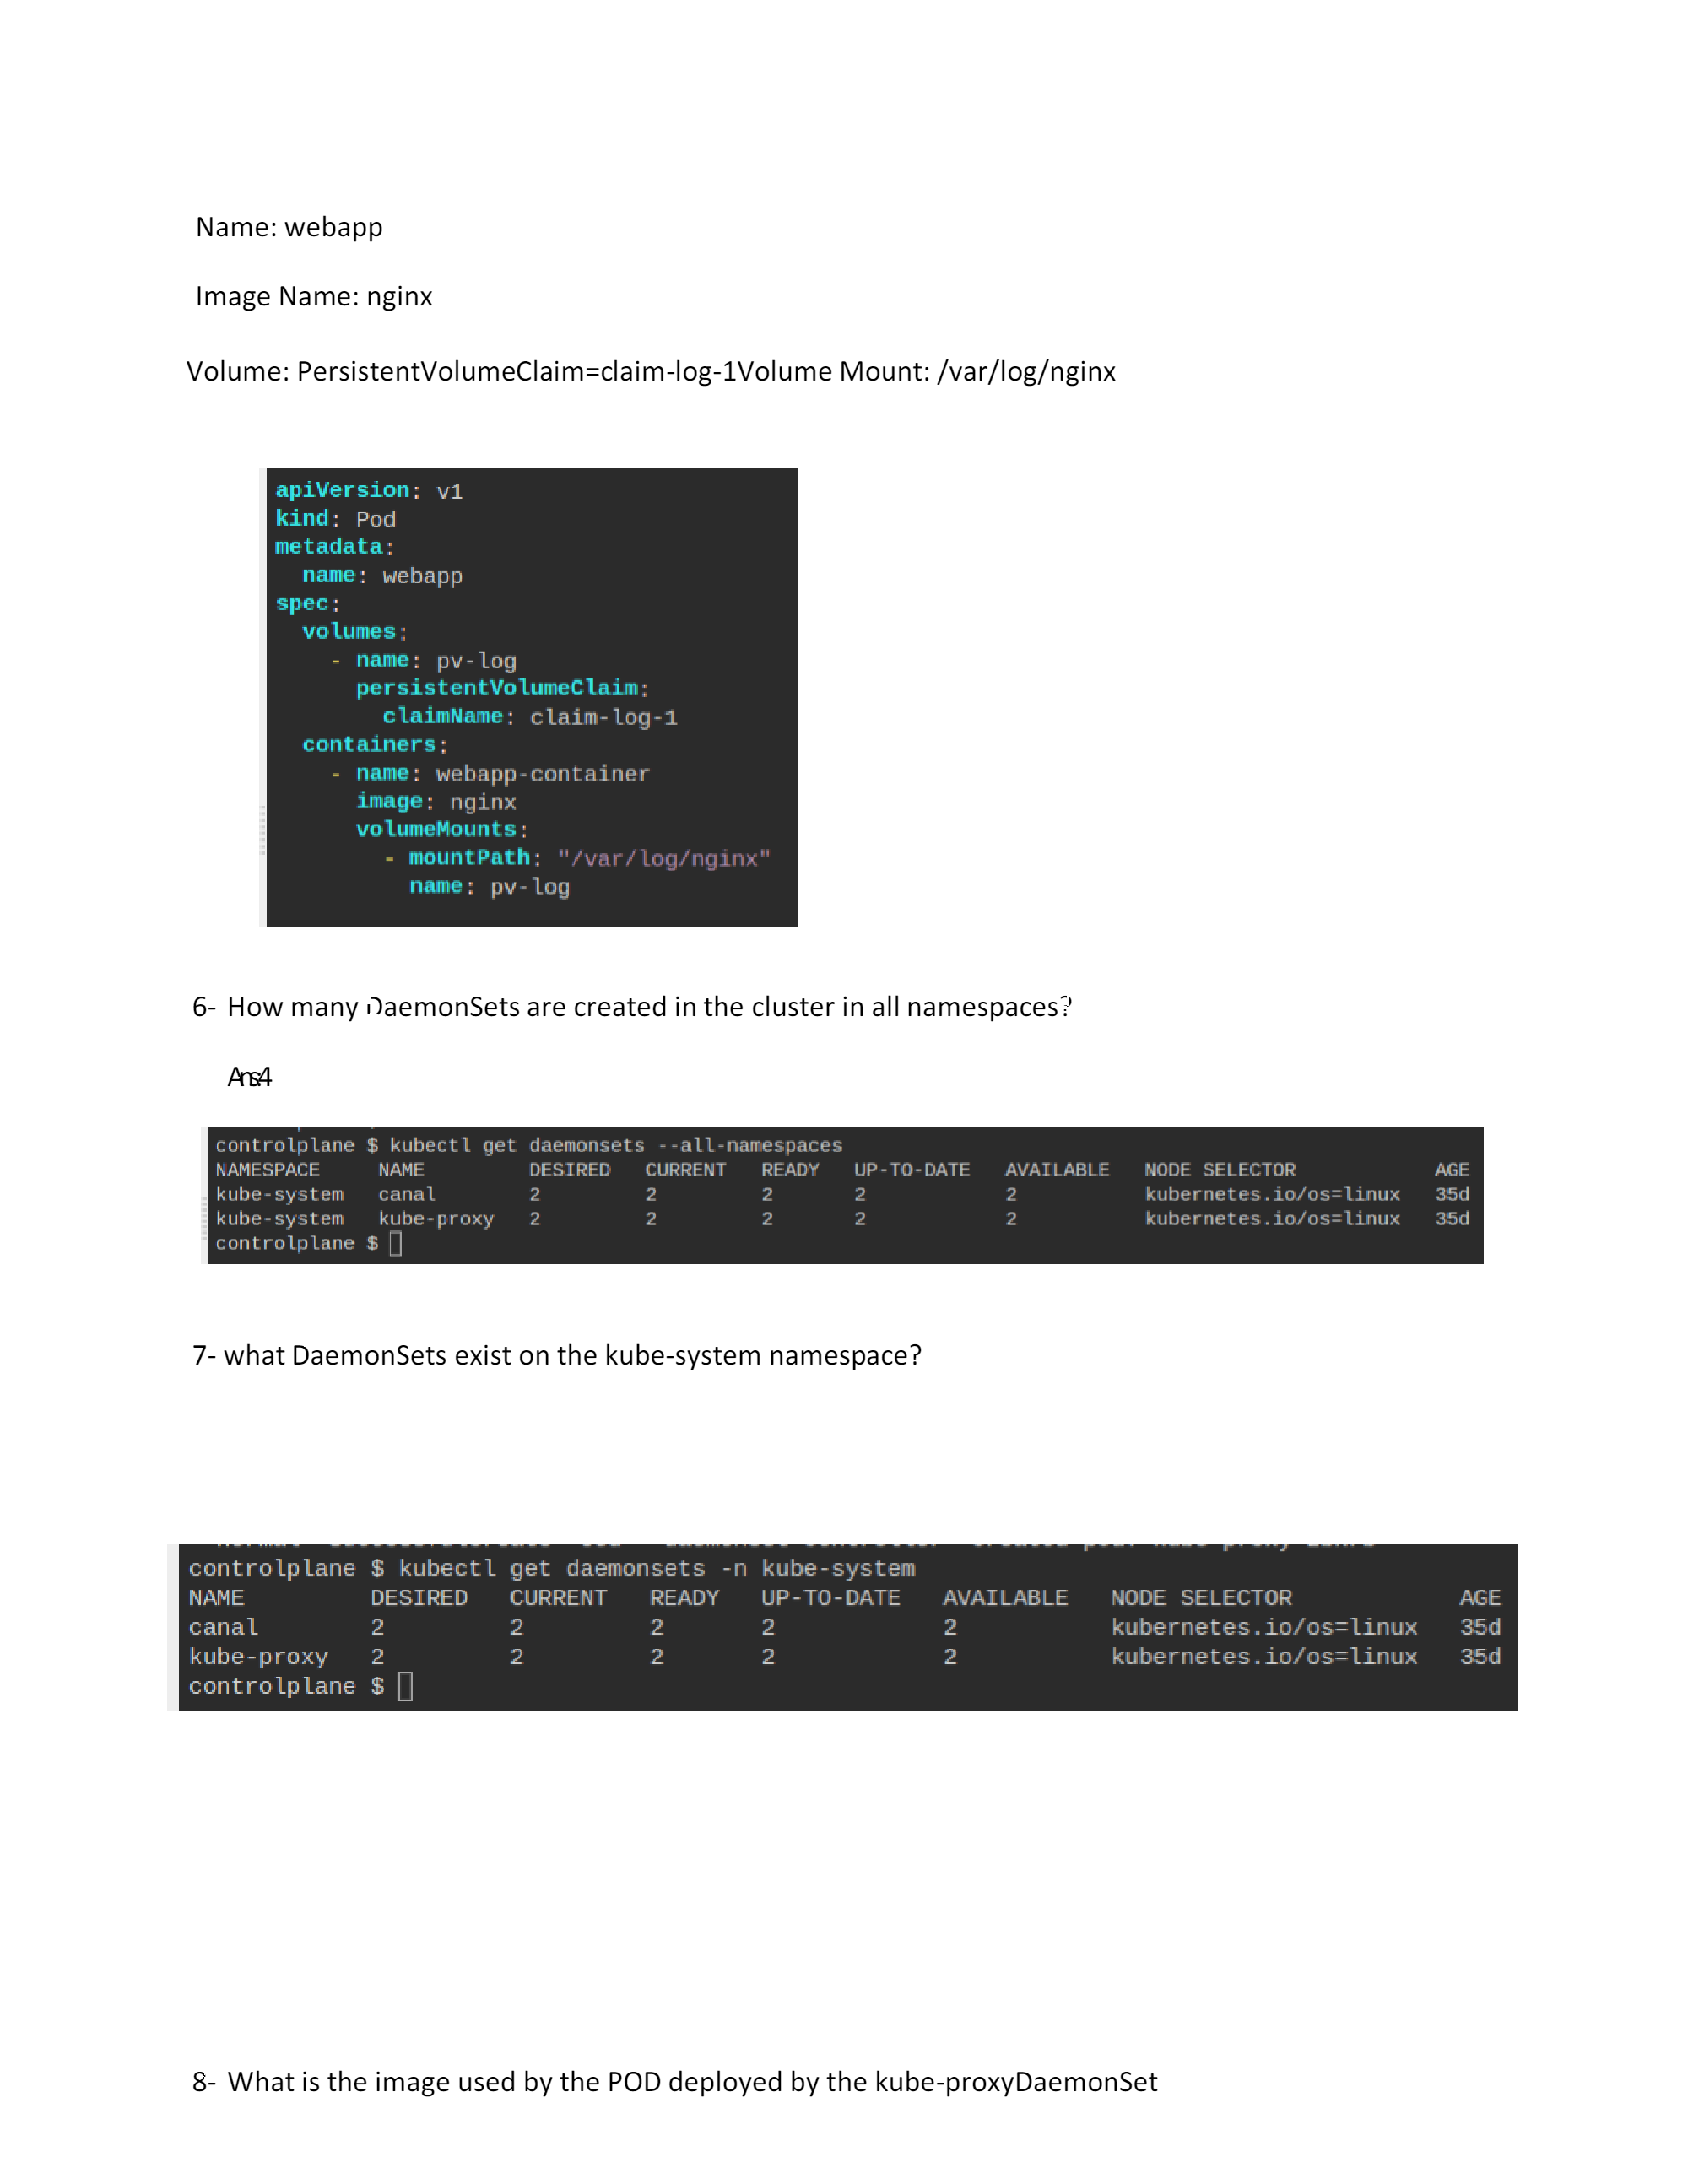 Name: webapp
Image Name: nginx
Volume: PersistentVolumeClaim=claim-log-1Volume Mount: /var/log/nginx
apiVersion: v1
kind: Pod
metadata:
  name: webapp
spec:
  volumes:
    - name: pv-log
      persistentVolumeClaim:
        claimName: claim-log-1
  containers:
    - name: webapp-container
      image: nginx
      volumeMounts:
        - mountPath: "/var/log/nginx"
          name: pv-log
6- How many DaemonSets are created in the cluster in all namespaces?
Ans:4
controlplane $ kubectl get daemonsets --all-namespaces
NAMESPACE NAME DESIRED CURRENT READY UP-TO-DATE AVAILABLE NODE SELECTOR AGE
kube-system canal 2 2 2 2 2 kubernetes.io/os=linux 35d
kube-system kube-proxy 2 2 2 2 2 kubernetes.io/os=linux 35d
controlplane $
7- what DaemonSets exist on the kube-system namespace?
controlplane $ kubectl get daemonsets -n kube-system
NAME DESIRED CURRENT READY UP-TO-DATE AVAILABLE NODE SELECTOR AGE
canal 2 2 2 2 2 kubernetes.io/os=linux 35d
kube-proxy 2 2 2 2 2 kubernetes.io/os=linux 35d
controlplane $
8- What is the image used by the POD deployed by the kube-proxyDaemonSet